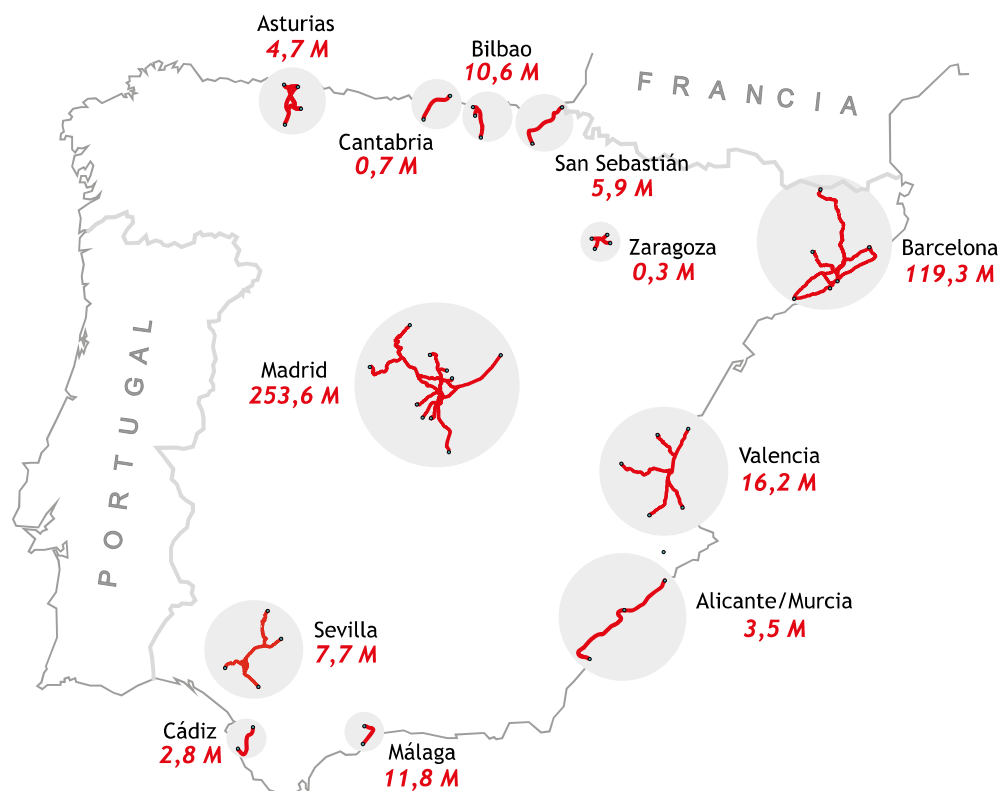 Asturias
4,7 M
Bilbao
10,6 M
FRANCIA
Cantabria
0,7 M
San Sebastián
5,9 M
Zaragoza
0,3 M
Barcelona
119,3 M
PORTUGAL
Madrid
253,6 M
Valencia
16,2 M
Alicante/Murcia
3,5 M
Sevilla
7,7 M
Cádiz
2,8 M
Málaga
11,8 M